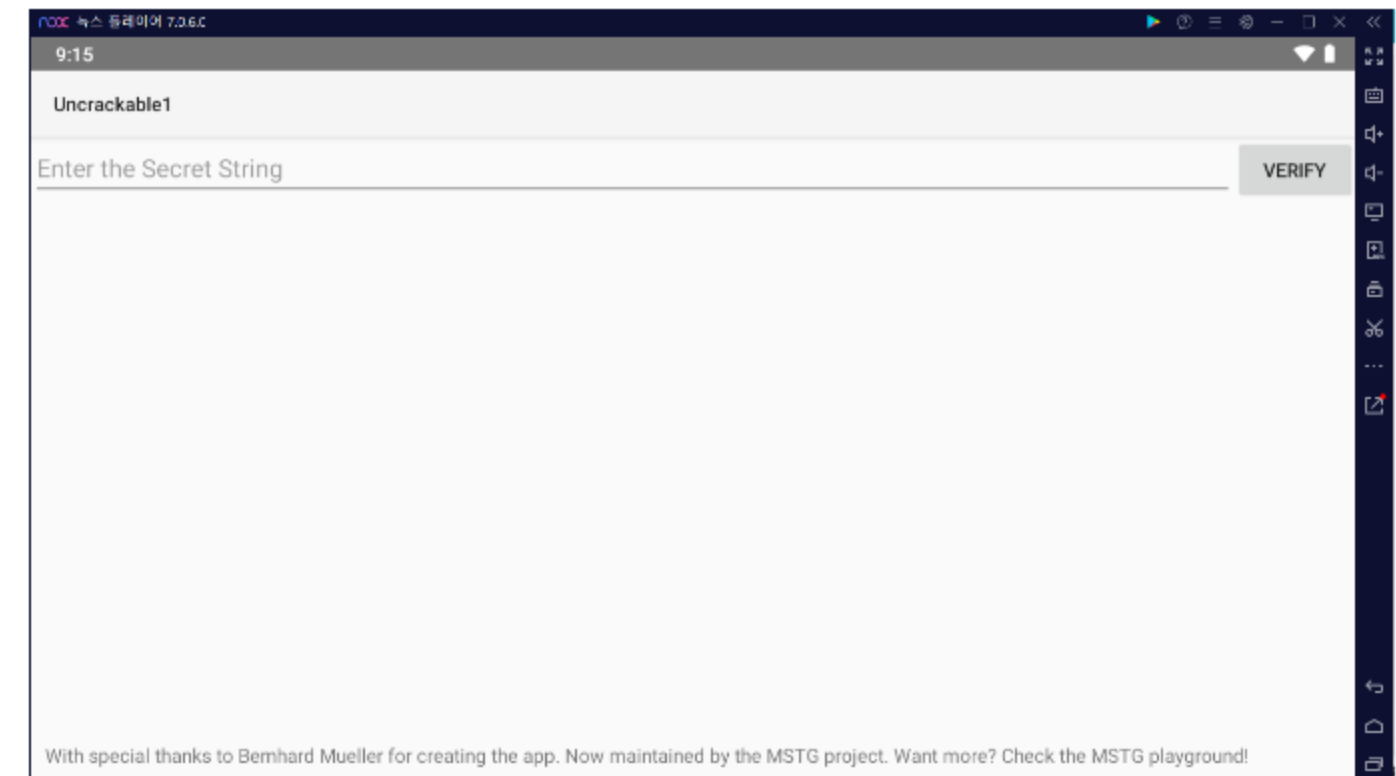 nox 녹스 플레이어 7.0.6.0
9:15
Uncrackable1
Enter the Secret String
VERIFY
With special thanks to Bernhard Mueller for creating the app. Now maintained by the MSTG project. Want more? Check the MSTG playground!